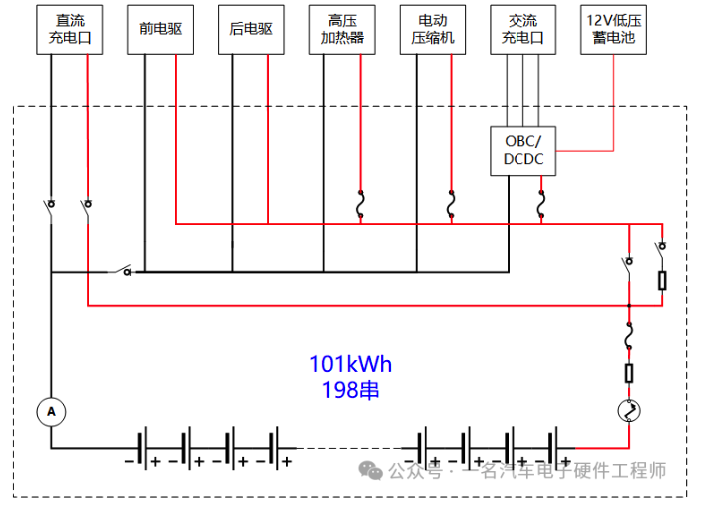 直流
充电口
前电驱
后电驱
高压
加热器
电动
压缩机
交流
充电口
12V低压
蓄电池
OBC/
DCDC
101kWh
198串
A
− + − + − + − + − + − + − + − +
公众号 · 一名汽车电子硬件工程师